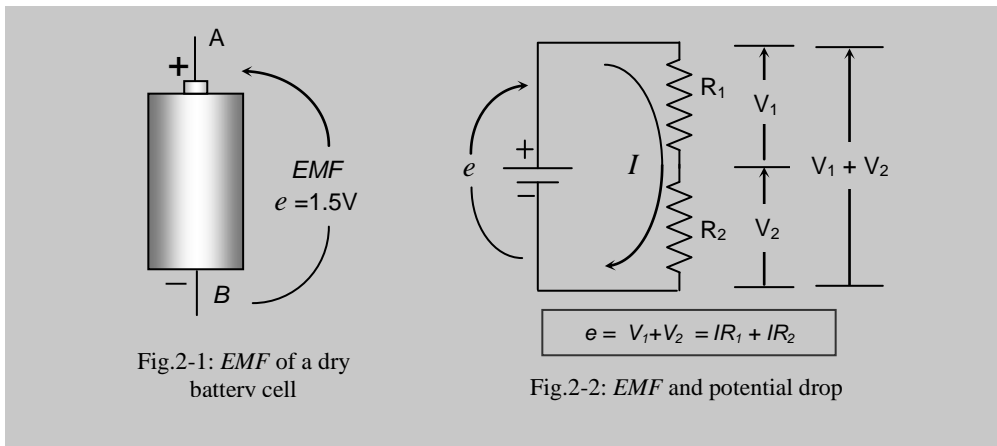 A
+
EMF
e =1.5V
− B
Fig.2-1: EMF of a dry
battery cell
e
+
−
I
R₁
R₂
V₁
V₂
V₁ + V₂
e = V₁+V₂ = IR₁ + IR₂
Fig.2-2: EMF and potential drop